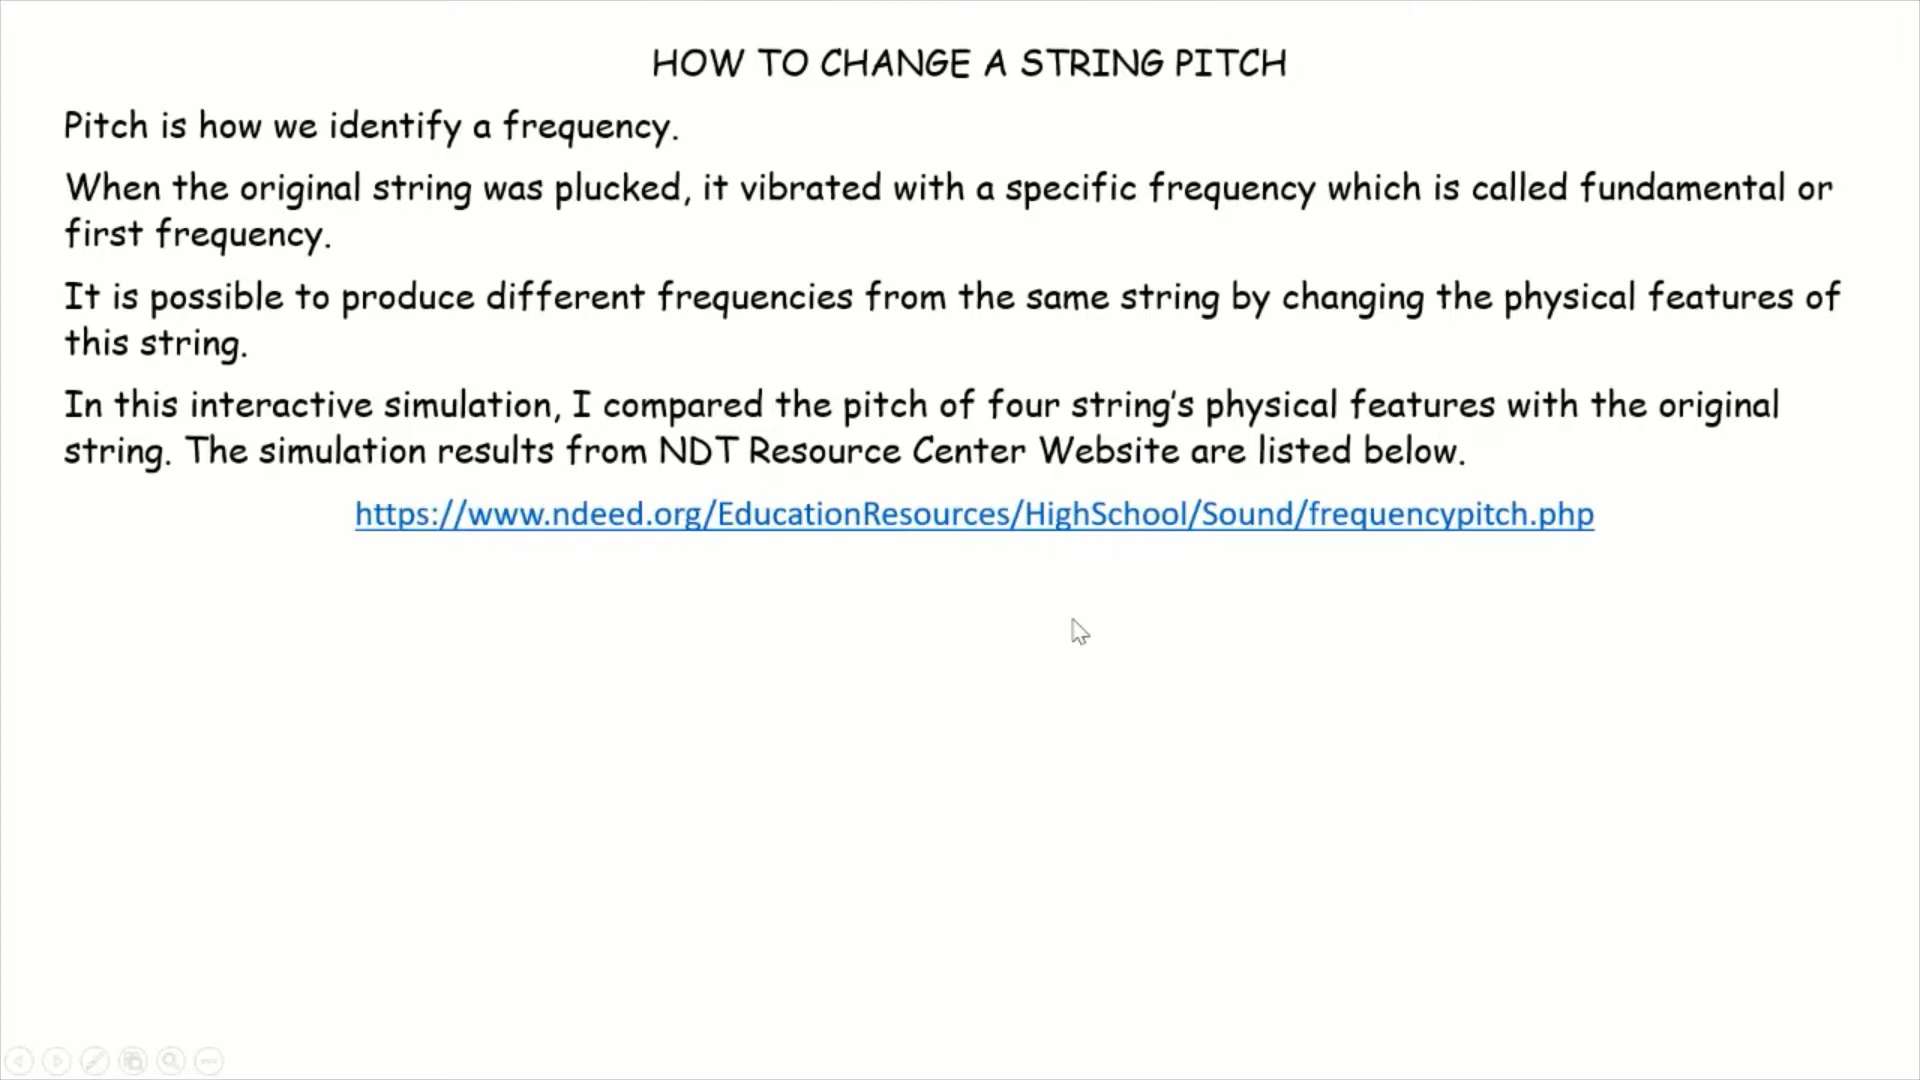 HOW TO CHANGE A STRING PITCH
Pitch is how we identify a frequency.
When the original string was plucked, it vibrated with a specific frequency which is called fundamental or
first frequency.
It is possible to produce different frequencies from the same string by changing the physical features of
this string.
In this interactive simulation, I compared the pitch of four string's physical features with the original
string. The simulation results from NDT Resource Center Website are listed below.
https://www.ndeed.org/EducationResources/HighSchool/Sound/frequencypitch.php